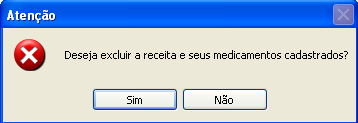 Atenção
Deseja excluir a receita e seus medicamentos cadastrados?
Sim
Não